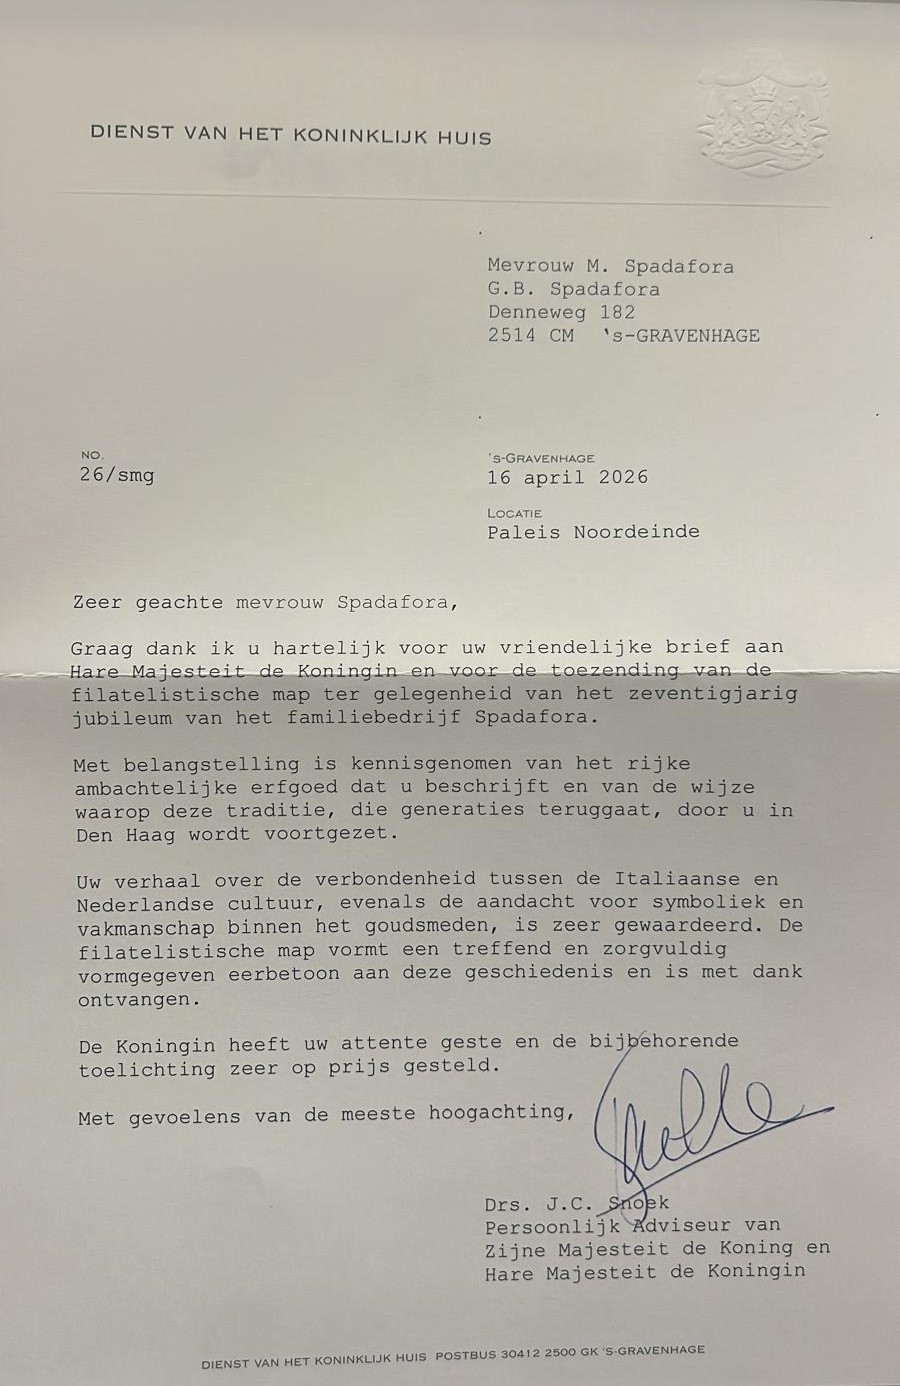 DIENST VAN HET KONINKLIJK HUIS
Mevrouw M. Spadafora
G.B. Spadafora
Denneweg 182
2514 CM 's-GRAVENHAGE
NO.
26/smg
's-GRAVENHAGE
16 april 2026
LOCATIE
Paleis Noordeinde
Zeer geachte mevrouw Spadafora,
Graag dank ik u hartelijk voor uw vriendelijke brief aan
Hare Majesteit de Koningin en voor de toezending van de
filatelistische map ter gelegenheid van het zeventigjarig
jubileum van het familiebedrijf Spadafora.
Met belangstelling is kennisgenomen van het rijke
ambachtelijke erfgoed dat u beschrijft en van de wijze
waarop deze traditie, die generaties teruggaat, door u in
Den Haag wordt voortgezet.
Uw verhaal over de verbondenheid tussen de Italiaanse en
Nederlandse cultuur, evenals de aandacht voor symboliek en
vakmanschap binnen het goudsmeden, is zeer gewaardeerd. De
filatelistische map vormt een treffend en zorgvuldig
vormgegeven eerbetoon aan deze geschiedenis en is met dank
ontvangen.
De Koningin heeft uw attente geste en de bijbehorende
toelichting zeer op prijs gesteld.
Met gevoelens van de meeste hoogachting,
Drs. J.C. Snoek
Persoonlijk Adviseur van
Zijne Majesteit de Koning en
Hare Majesteit de Koningin
DIENST VAN HET KONINKLIJK HUIS POSTBUS 30412 2500 GK 'S-GRAVENHAGE